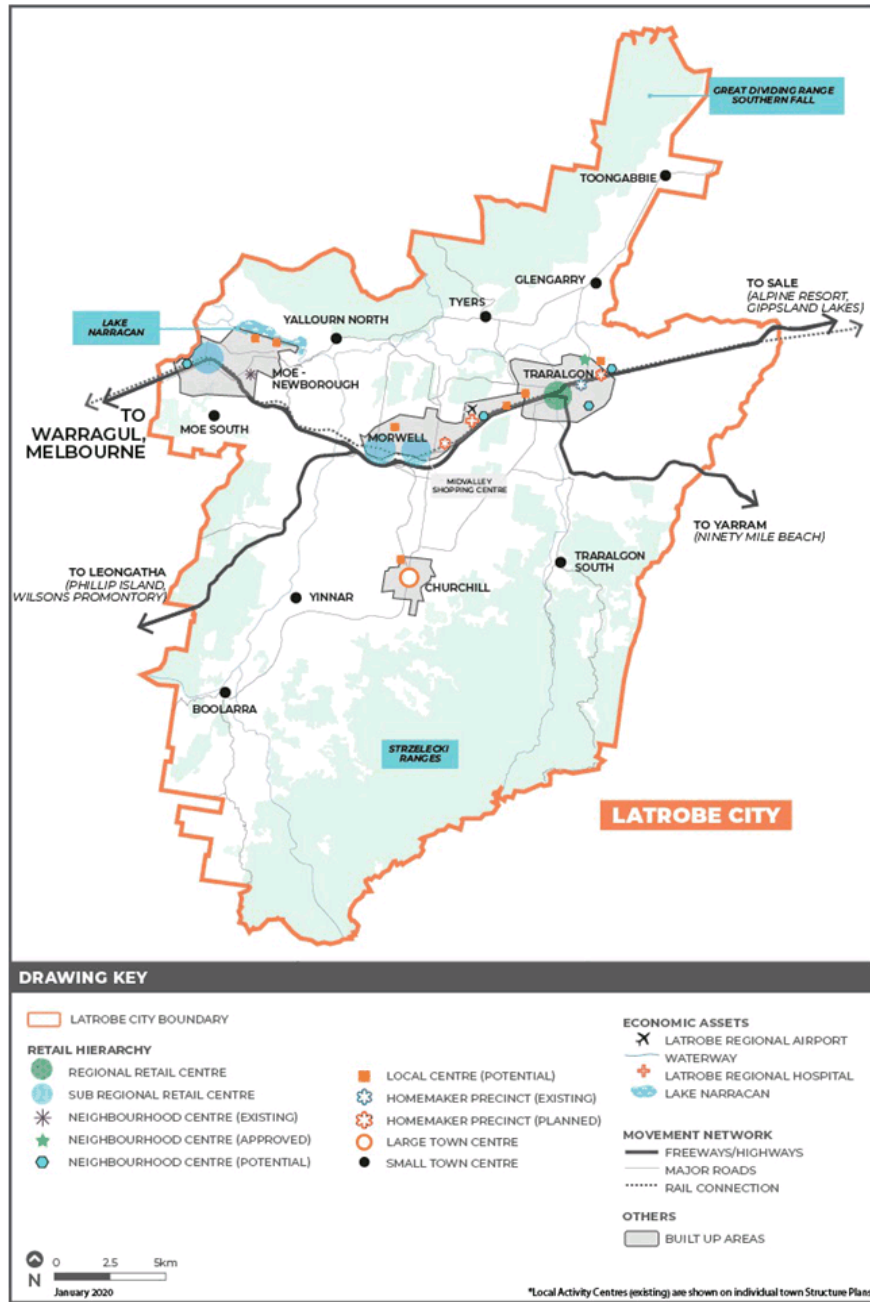 GREAT DIVIDING RANGE
SOUTHERN FALL
TOONGABBIE
GLENGARRY
TO SALE
(ALPINE RESORT,
GIPPSLAND LAKES)
TYERS
LAKE
NARRACAN
YALLOURN NORTH
MOE -
NEWBOROUGH
TRARALGON
TO
WARRAGUL,
MELBOURNE
MOE SOUTH
MORWELL
MIDVALLEY
SHOPPING CENTRE
TO YARRAM
(NINETY MILE BEACH)
TO LEONGATHA
(PHILLIP ISLAND,
WILSONS PROMONTORY)
TRARALGON
SOUTH
YINNAR
CHURCHILL
BOOLARRA
STRZELECKI
RANGES
LATROBE CITY
DRAWING KEY
LATROBE CITY BOUNDARY
RETAIL HIERARCHY
REGIONAL RETAIL CENTRE
SUB REGIONAL RETAIL CENTRE
NEIGHBOURHOOD CENTRE (EXISTING)
NEIGHBOURHOOD CENTRE (APPROVED)
NEIGHBOURHOOD CENTRE (POTENTIAL)
LOCAL CENTRE (POTENTIAL)
HOMEMAKER PRECINCT (EXISTING)
HOMEMAKER PRECINCT (PLANNED)
LARGE TOWN CENTRE
SMALL TOWN CENTRE
ECONOMIC ASSETS
LATROBE REGIONAL AIRPORT
WATERWAY
LATROBE REGIONAL HOSPITAL
LAKE NARRACAN
MOVEMENT NETWORK
FREEWAYS/HIGHWAYS
MAJOR ROADS
RAIL CONNECTION
OTHERS
BUILT UP AREAS
0 2.5 5km
N
January 2020
*Local Activity Centres (existing) are shown on individual town Structure Plans